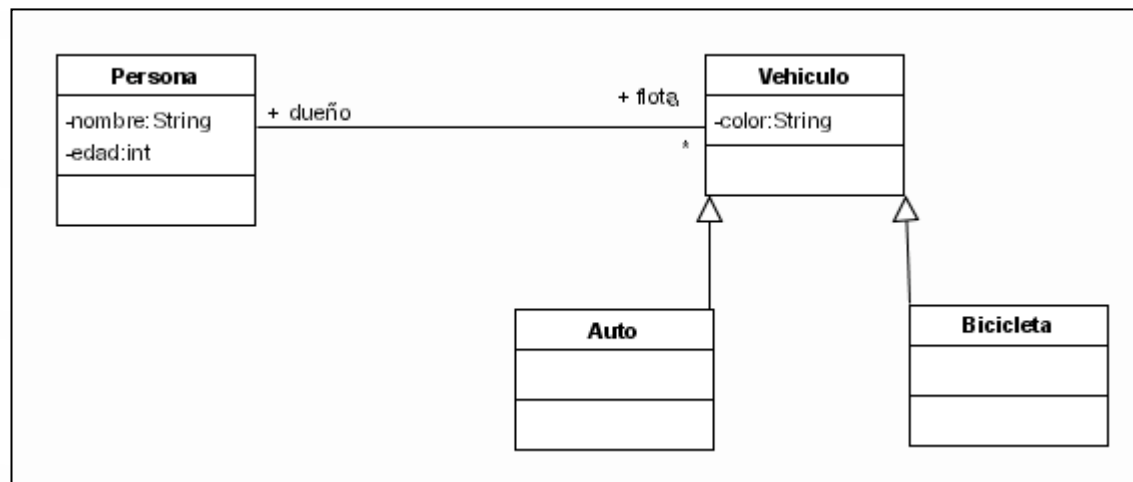 Persona
-nombre:String
-edad:int
+ dueño
+ flota
*
Vehiculo
-color:String
Auto
Bicicleta